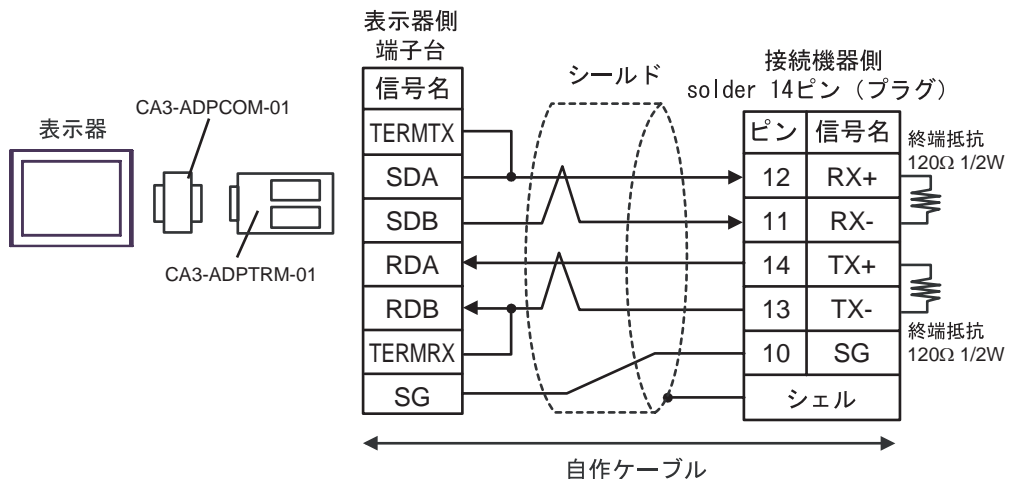 表示器
CA3-ADPCOM-01
CA3-ADPTRM-01
表示器側
端子台
信号名
TERMTX
SDA
SDB
RDA
RDB
TERMRX
SG
シールド
接続機器側
solder 14ピン（プラグ）
ピン 信号名
12 RX+
11 RX-
14 TX+
13 TX-
10 SG
シェル
終端抵抗
120Ω 1/2W
終端抵抗
120Ω 1/2W
自作ケーブル